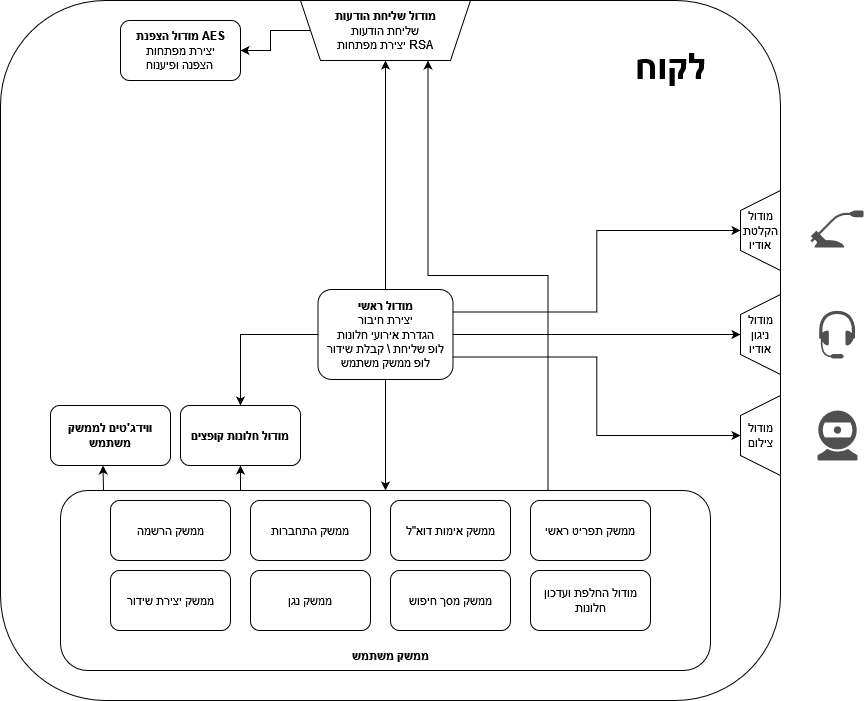 מודול שליחת הודעות
שליחת הודעות
יצירת מפתחות RSA
מודול הצפנת AES
יצירת מפתחות
הצפנה ופיענוח
לקוח
מודול
הקלטת
אודיו
מודול
ניגון
אודיו
מודול
צילום
מודול ראשי
יצירת חיבור
הגדרת אירועי חלונות
לופ שליחת \ קבלת שידור
לופ ממשק משתמש
מודול חלונות קופצים
ווידג'טים לממשק
משתמש
ממשק תפריט ראשי
ממשק אימות דוא"ל
ממשק התחברות
ממשק הרשמה
מודול החלפת ועדכון
חלונות
ממשק מסך חיפוש
ממשק נגן
ממשק יצירת שידור
ממשק משתמש